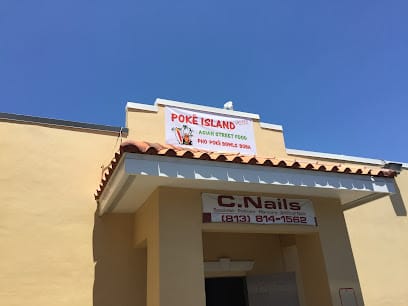 POKE ISLAND
ASIAN STREET FOOD
PHO POKE BOWLS BOBA
C.Nails
(813) 814-1562